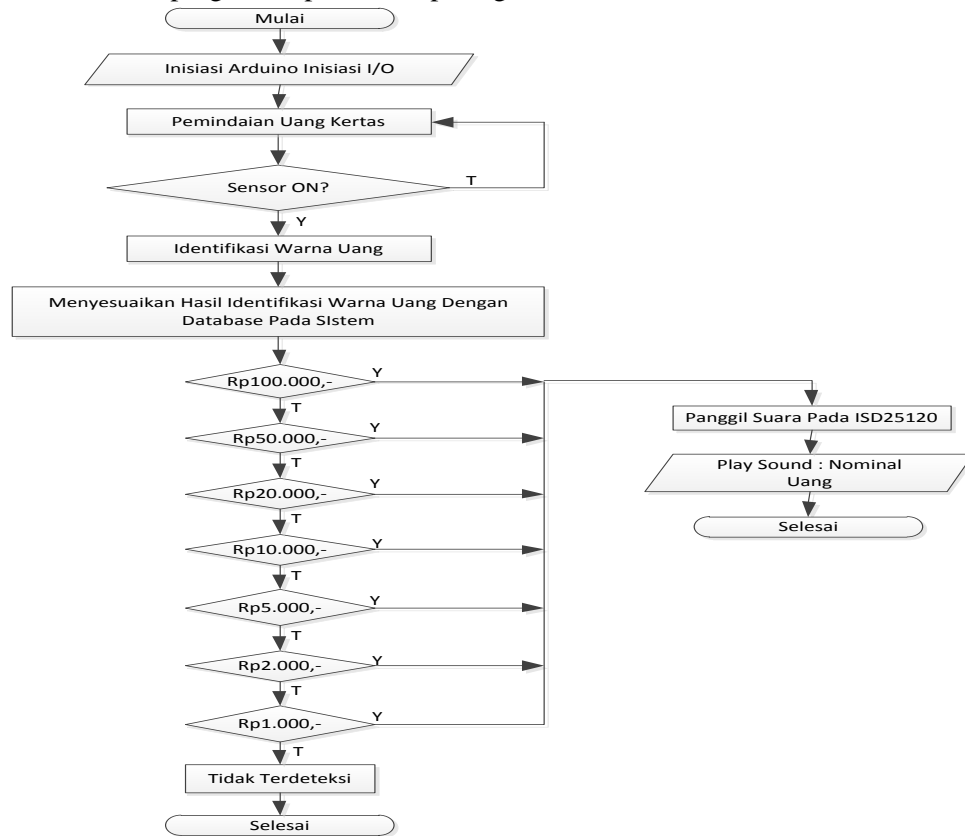 Mulai
Inisiasi Arduino Inisiasi I/O
Pemindaian Uang Kertas
Sensor ON?
T
Y
Identifikasi Warna Uang
Menyesuaikan Hasil Identifikasi Warna Uang Dengan
Database Pada SIstem
Rp100.000,-
Y
T
Rp50.000,-
Y
T
Rp20.000,-
Y
T
Rp10.000,-
Y
T
Rp5.000,-
Y
T
Rp2.000,-
Y
T
Rp1.000,-
Y
T
Tidak Terdeteksi
Selesai
Panggil Suara Pada ISD25120
Play Sound : Nominal
Uang
Selesai